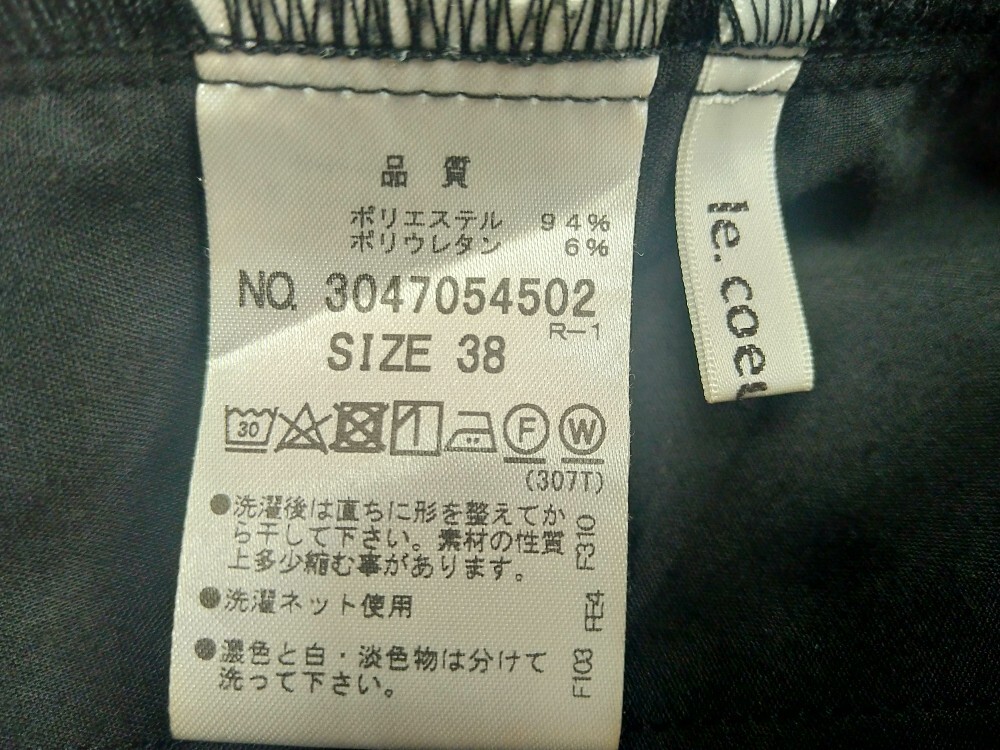 品 質
ポリエステル 94%
ポリウレタン 6%
NO. 3047054502
R-1
SIZE 38
30
F W
(307T)
●洗濯後は直ちに形を整えてか
ら干して下さい。素材の性質
上多少縮む事があります。
●洗濯ネット使用
●濃色と白・淡色物は分けて
洗って下さい。
F310
F103
le.coeu